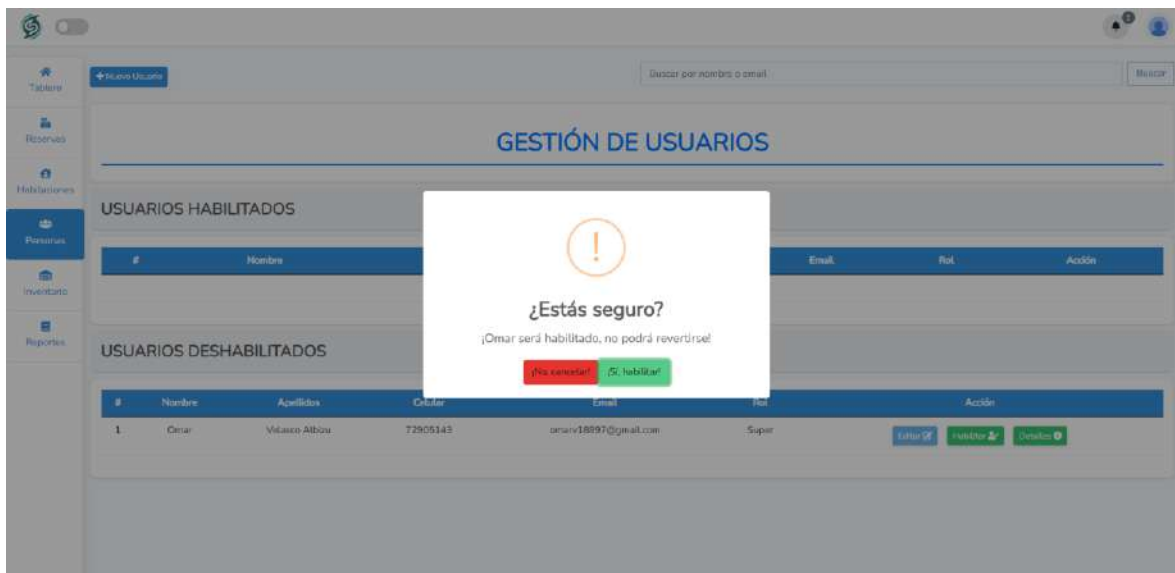 Tablero
+ Nuevo Usuario
Buscar por nombre o email
Buscar
Reservas
GESTIÓN DE USUARIOS
Habitaciones
USUARIOS HABILITADOS
Personas
# Nombre Email. Rol. Acción
Inventario
Reportes
USUARIOS DESHABILITADOS
¿Estás seguro?
¡Omar será habilitado, no podrá revertirse!
¡No, cancelar! ¡Sí, habilitar!
# Nombre Apellidos Celular Email Rol Acción
1 Omar Velasco Albizu 72905143 omarv18897@gmail.com Super Editar Habilitar Detalles